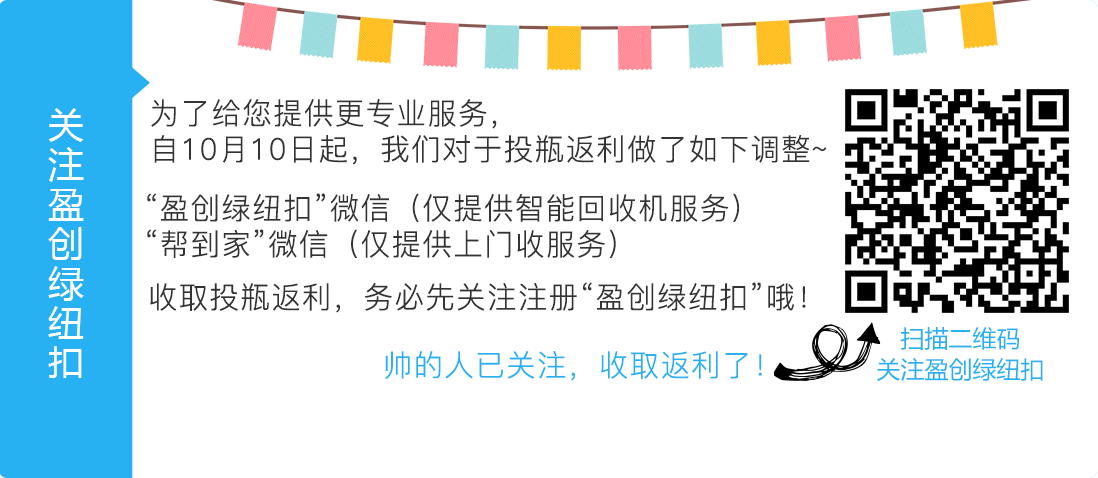 关注盈创绿纽扣
为了给您提供更专业服务，
自10月10日起，我们对于投瓶返利做了如下调整~
“盈创绿纽扣”微信（仅提供智能回收机服务）
“帮到家”微信（仅提供上门收服务）
收取投瓶返利，务必先关注注册“盈创绿纽扣”哦！
帅的人已关注，收取返利了！
扫描二维码
关注盈创绿纽扣